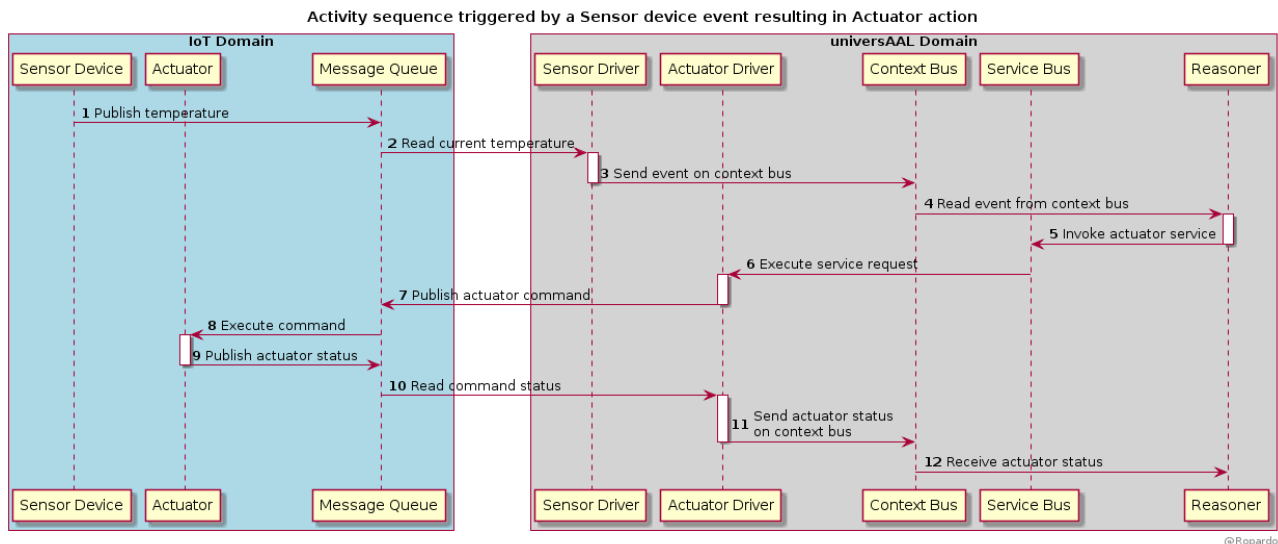 Activity sequence triggered by a Sensor device event resulting in Actuator action
IoT Domain
universAAL Domain
Sensor Device
Actuator
Message Queue
Sensor Driver
Actuator Driver
Context Bus
Service Bus
Reasoner
1 Publish temperature
2 Read current temperature
3 Send event on context bus
4 Read event from context bus
5 Invoke actuator service
6 Execute service request
7 Publish actuator command
8 Execute command
9 Publish actuator status
10 Read command status
11 Send actuator status
on context bus
12 Receive actuator status
Sensor Device
Actuator
Message Queue
Sensor Driver
Actuator Driver
Context Bus
Service Bus
Reasoner
@Ropardo